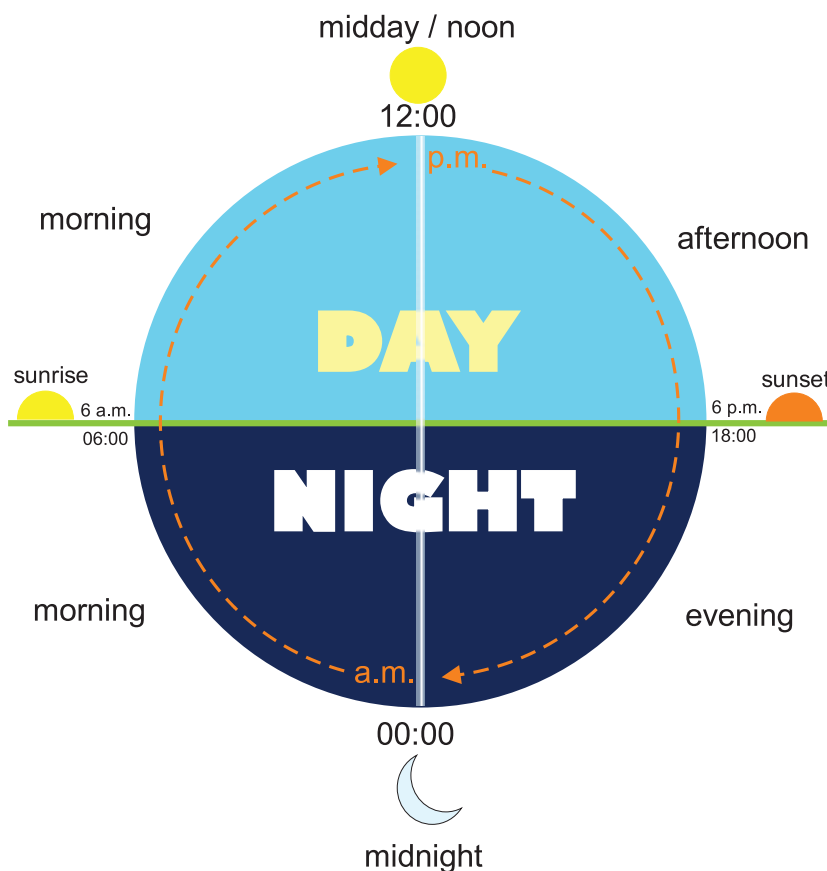 midday / noon
12:00
p.m.
morning
afternoon
DAY
sunrise
sunset
6 a.m.
6 p.m.
06:00
18:00
NIGHT
morning
evening
a.m.
00:00
midnight